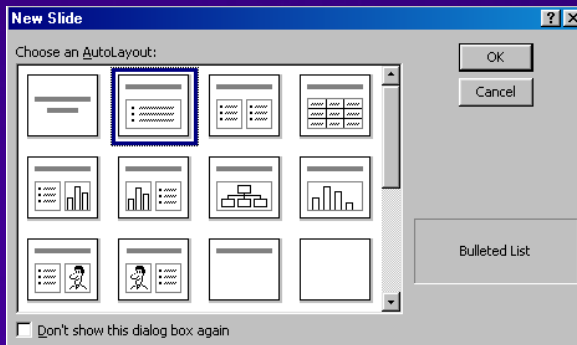 New Slide
Choose an AutoLayout:
OK
Cancel
Bulleted List
Don't show this dialog box again